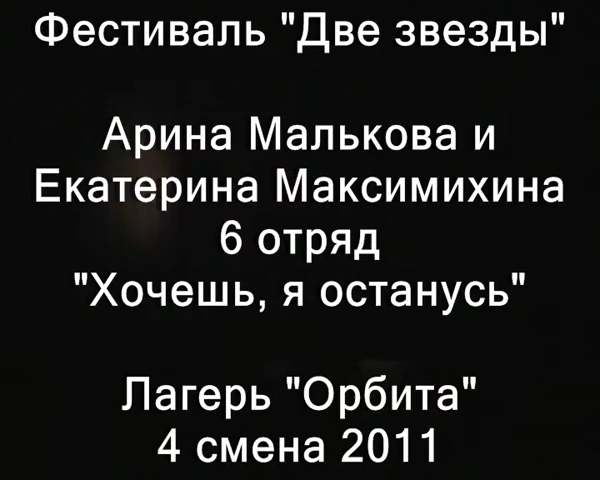 Фестиваль "Две звезды"
Арина Малькова и
Екатерина Максимихина
6 отряд
"Хочешь, я останусь"
Лагерь "Орбита"
4 смена 2011